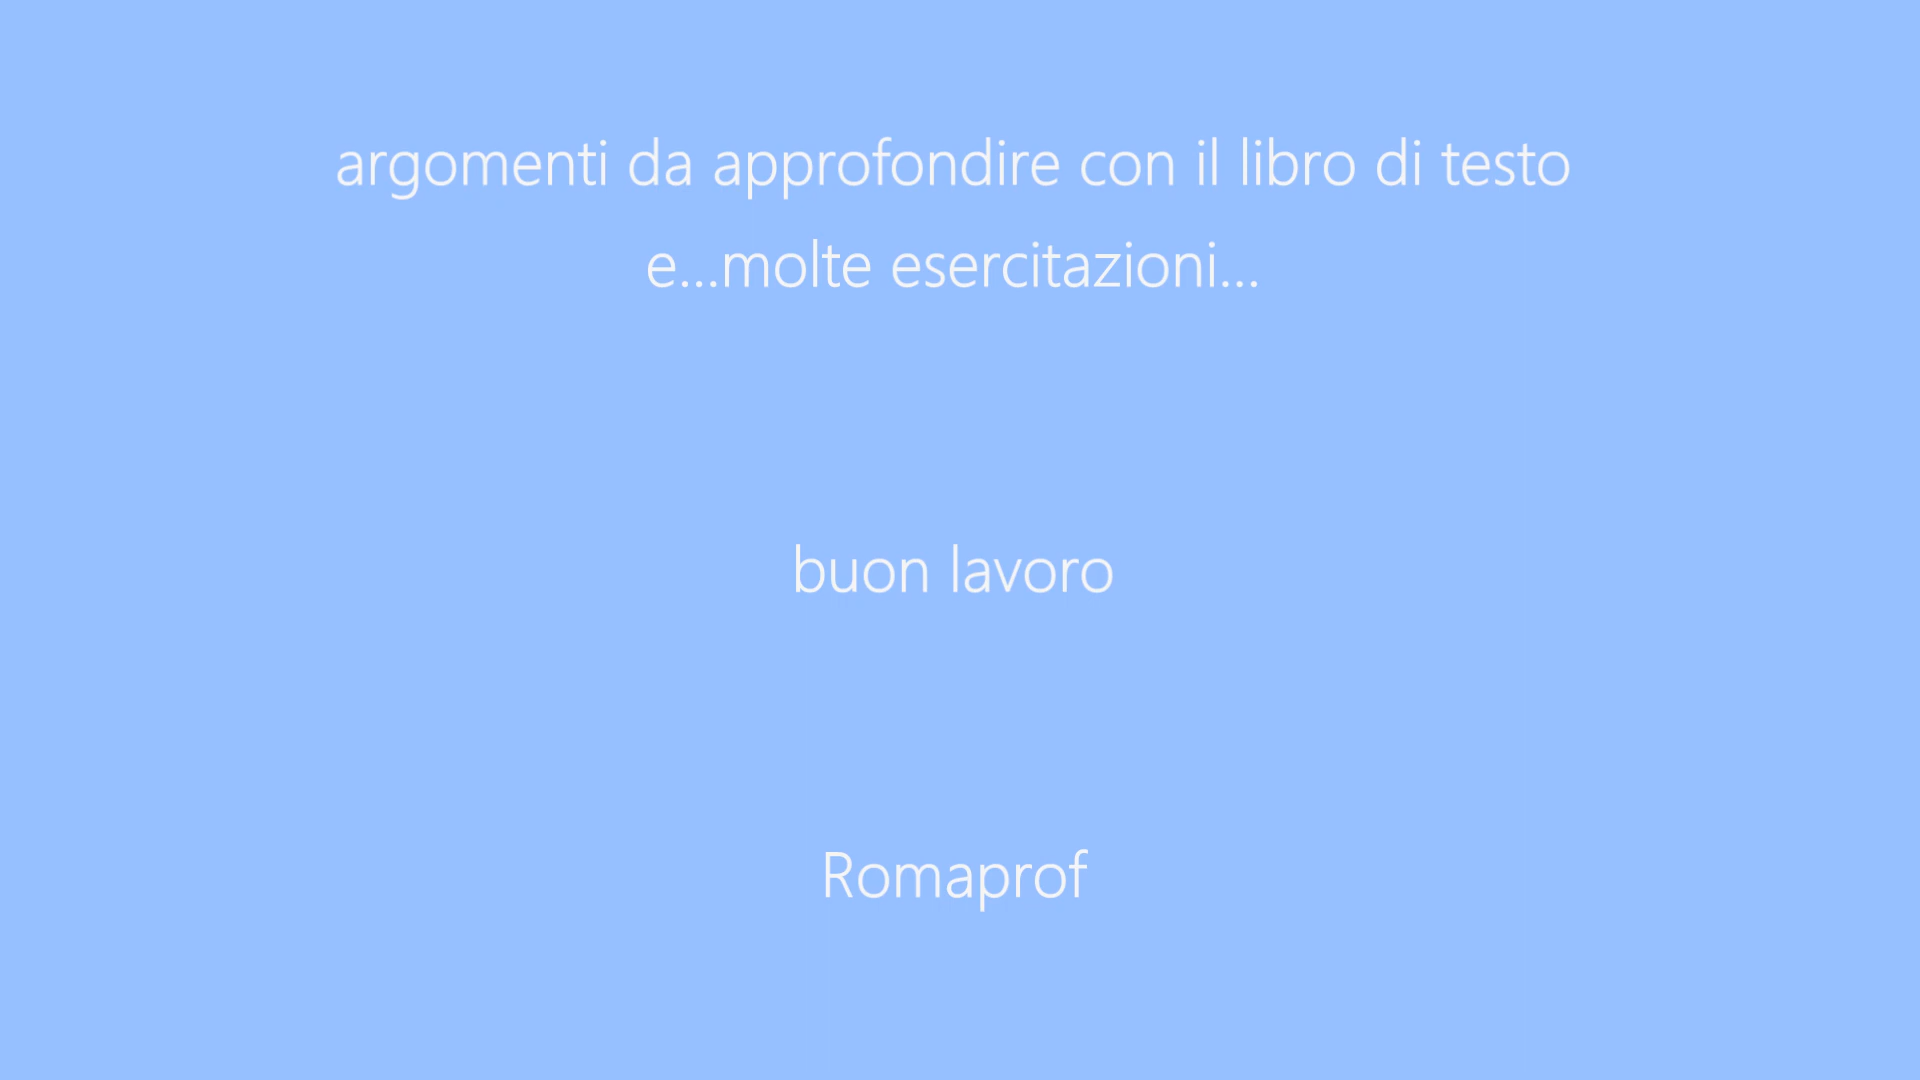 argomenti da approfondire con il libro di testo
e...molte esercitazioni...
buon lavoro
Romaprof